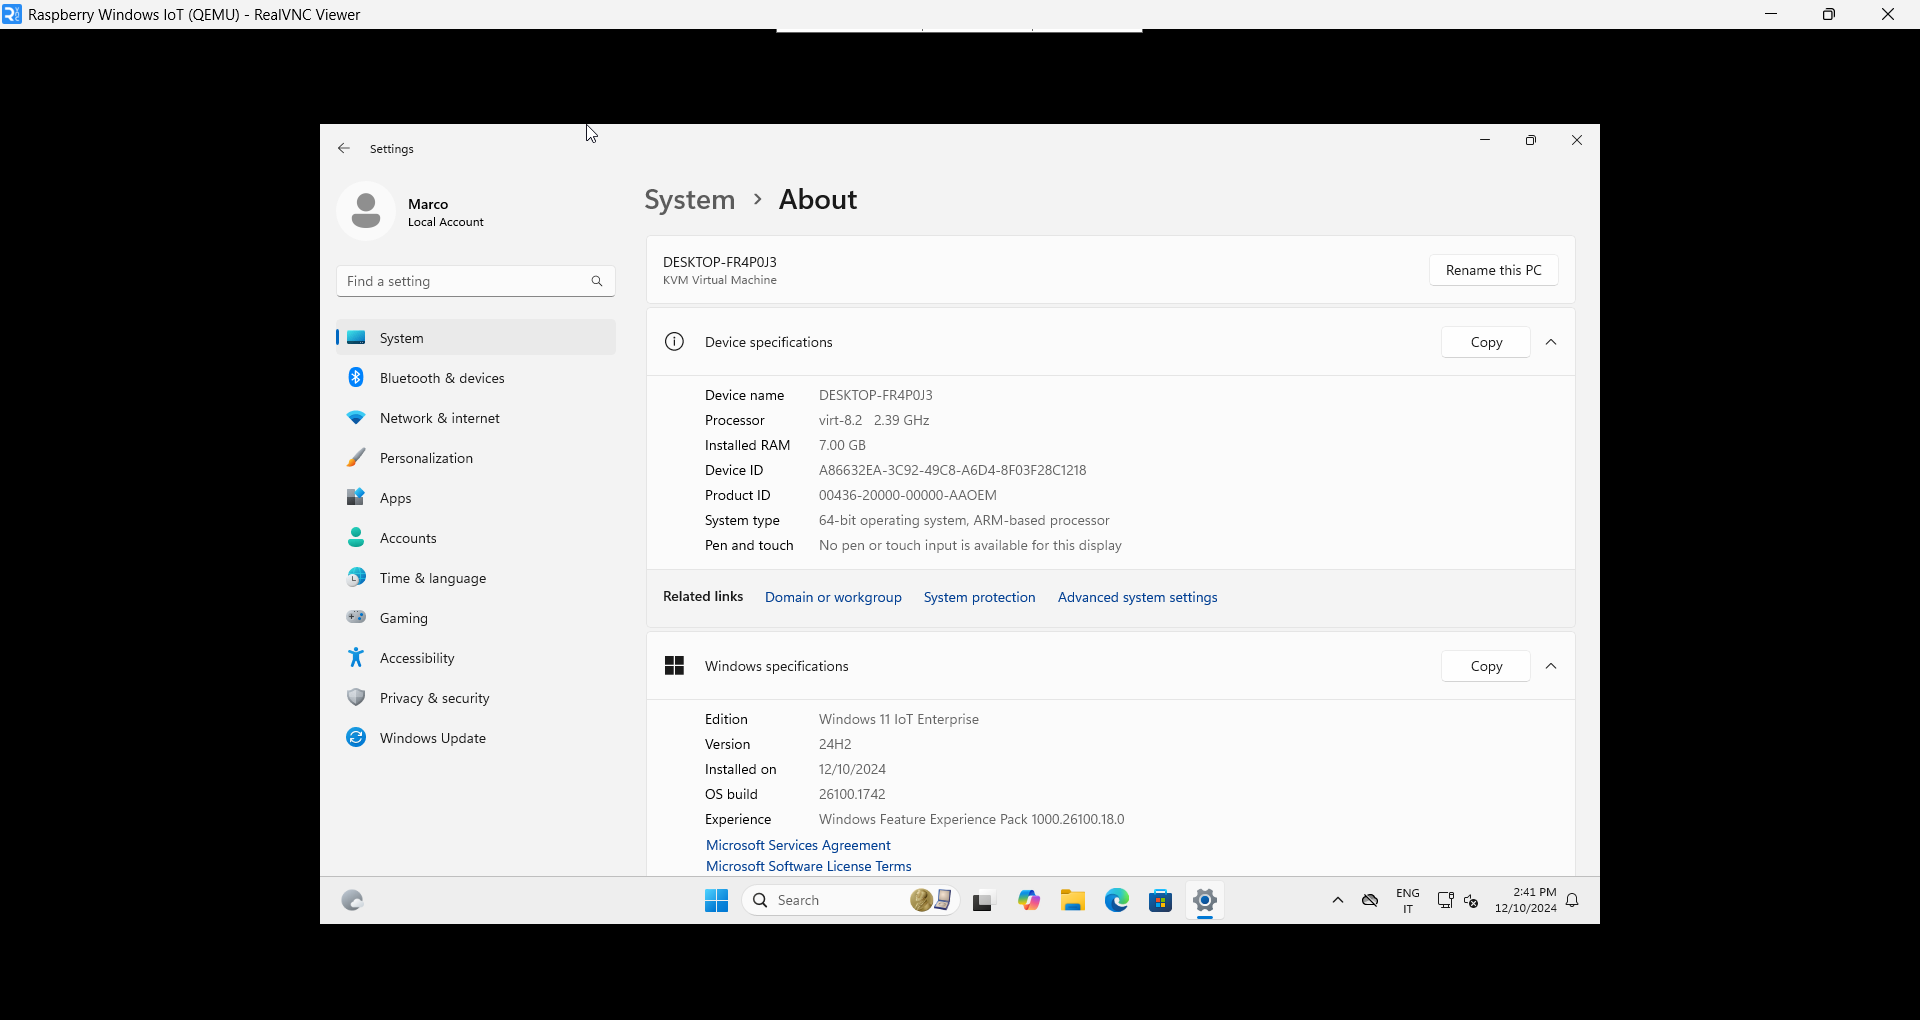 Raspberry Windows IoT (QEMU) - RealVNC Viewer
Settings
Marco
Local Account
Find a setting
System
Bluetooth & devices
Network & internet
Personalization
Apps
Accounts
Time & language
Gaming
Accessibility
Privacy & security
Windows Update
System > About
DESKTOP-FR4P0J3
KVM Virtual Machine
Rename this PC
Device specifications
Copy
Device name DESKTOP-FR4P0J3
Processor virt-8.2 2.39 GHz
Installed RAM 7.00 GB
Device ID A86632EA-3C92-49C8-A6D4-8F03F28C1218
Product ID 00436-20000-00000-AAOEM
System type 64-bit operating system, ARM-based processor
Pen and touch No pen or touch input is available for this display
Related links Domain or workgroup System protection Advanced system settings
Windows specifications
Copy
Edition Windows 11 IoT Enterprise
Version 24H2
Installed on 12/10/2024
OS build 26100.1742
Experience Windows Feature Experience Pack 1000.26100.18.0
Microsoft Services Agreement
Microsoft Software License Terms
Search
ENG
IT
2:41 PM
12/10/2024